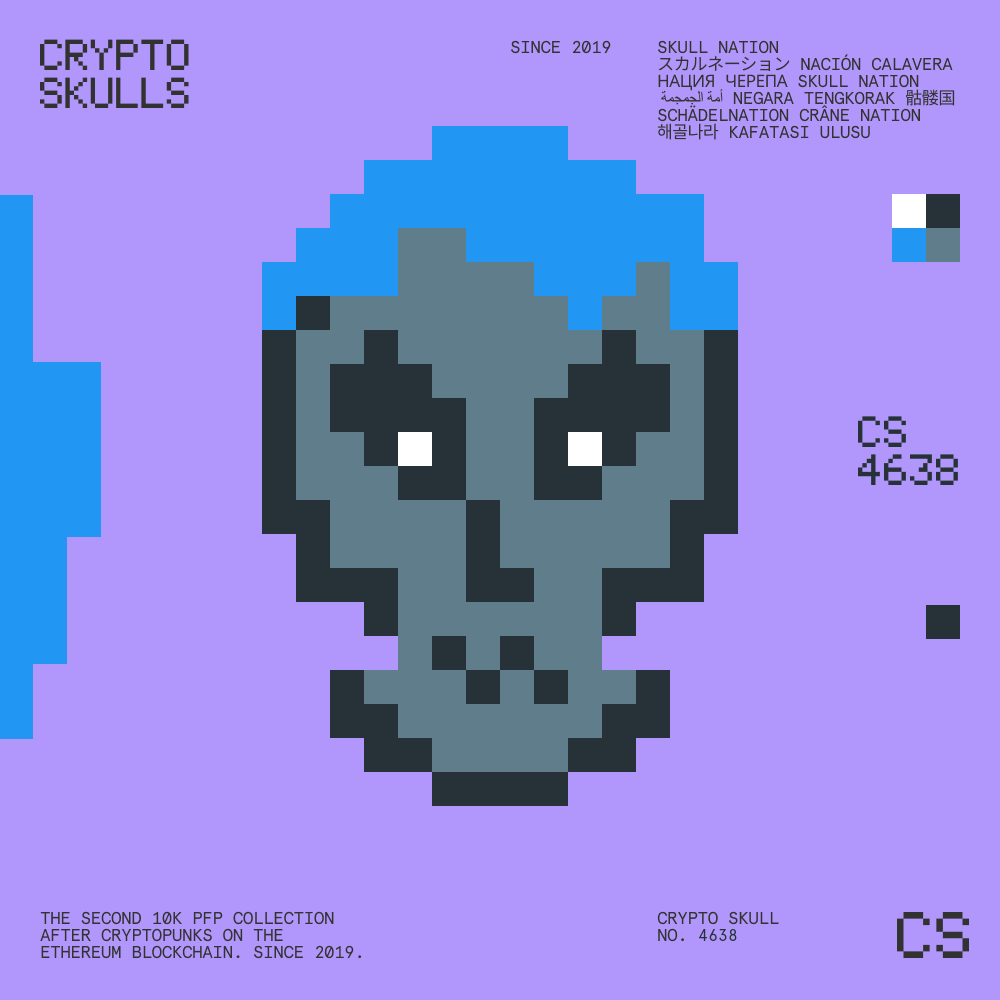 CRYPTO
SKULLS
SINCE 2019
SKULL NATION
スカルネーション NACIÓN CALAVERA
НАЦИЯ ЧЕРЕПА SKULL NATION
أمة الجمجمة NEGARA TENGKORAK 骷髅国
SCHÄDELNATION CRÂNE NATION
해골나라 KAFATASI ULUSU
CS
4638
THE SECOND 10K PFP COLLECTION
AFTER CRYPTOPUNKS ON THE
ETHEREUM BLOCKCHAIN. SINCE 2019.
CRYPTO SKULL
NO. 4638
CS